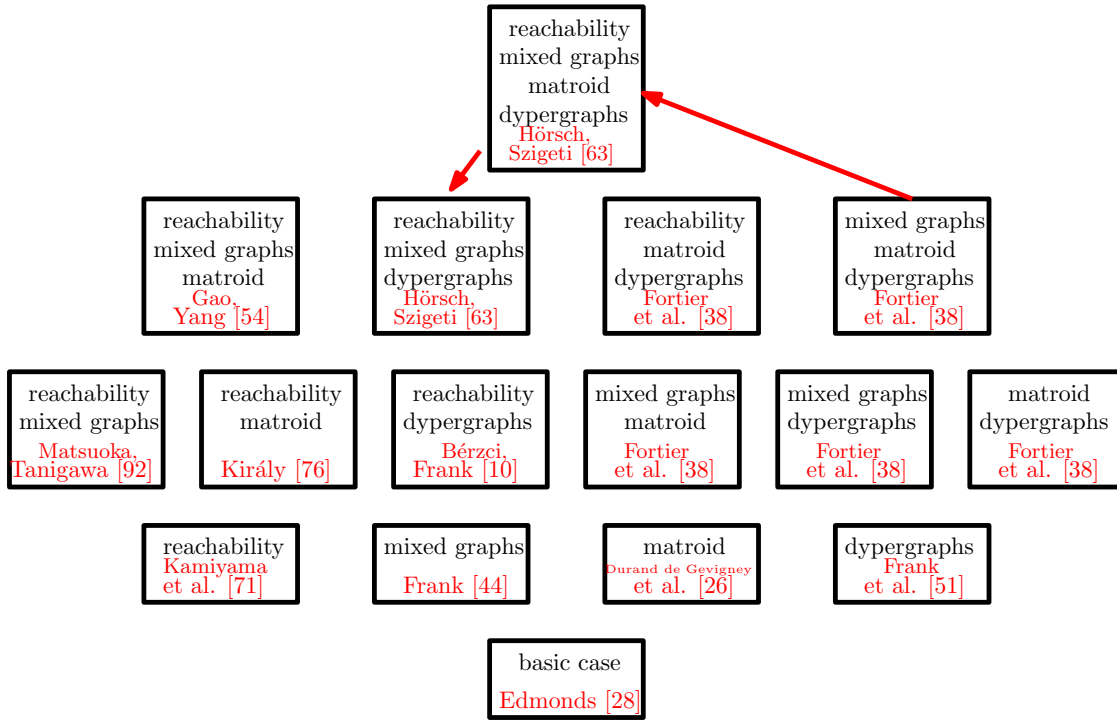 reachability
mixed graphs
matroid
dypergraphs
Hörsch,
Szigeti [63]
reachability
mixed graphs
matroid
Gao,
Yang [54]
reachability
mixed graphs
dypergraphs
Hörsch,
Szigeti [63]
reachability
matroid
dypergraphs
Fortier
et al. [38]
mixed graphs
matroid
dypergraphs
Fortier
et al. [38]
reachability
mixed graphs
Matsuoka,
Tanigawa [92]
reachability
matroid
Király [76]
reachability
dypergraphs
Bérzci,
Frank [10]
mixed graphs
matroid
Fortier
et al. [38]
mixed graphs
dypergraphs
Fortier
et al. [38]
matroid
dypergraphs
Fortier
et al. [38]
reachability
Kamiyama
et al. [71]
mixed graphs
Frank [44]
matroid
Durand de Gevigney
et al. [26]
dypergraphs
Frank
et al. [51]
basic case
Edmonds [28]